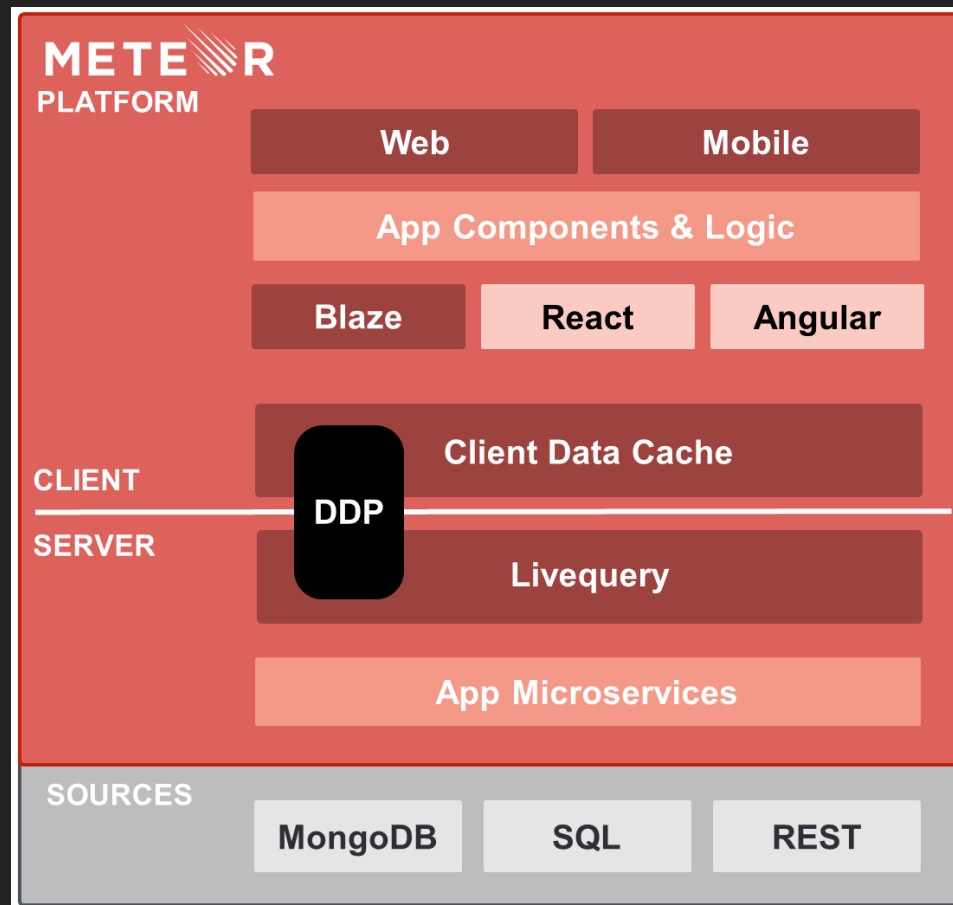 METEOR
PLATFORM
Web
Mobile
App Components & Logic
Blaze
React
Angular
Client Data Cache
CLIENT
DDP
SERVER
Livequery
App Microservices
SOURCES
MongoDB
SQL
REST